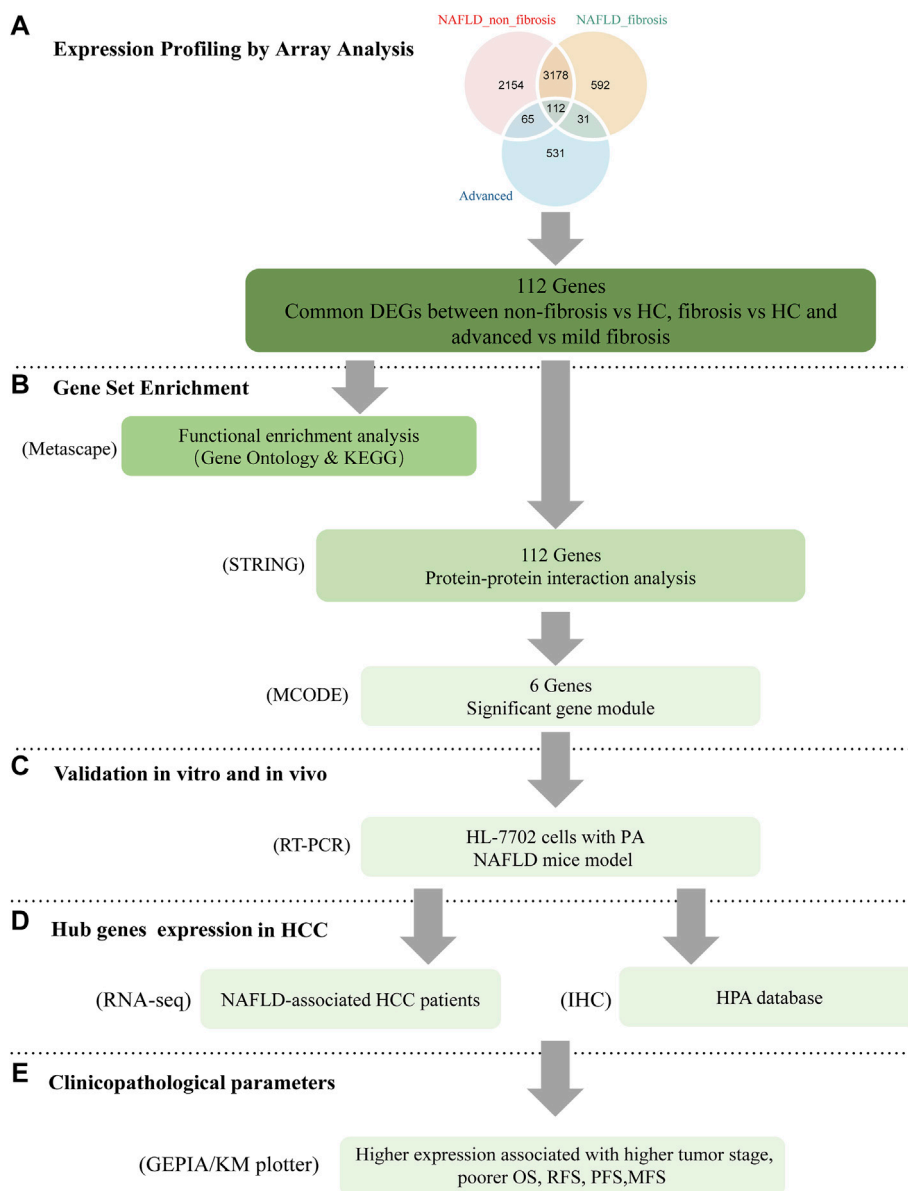 A
Expression Profiling by Array Analysis
NAFLD_non_fibrosis
NAFLD_fibrosis
2154
3178
592
112
65
31
531
Advanced
112 Genes
Common DEGs between non-fibrosis vs HC, fibrosis vs HC and
advanced vs mild fibrosis
B
Gene Set Enrichment
(Metascape)
Functional enrichment analysis
(Gene Ontology & KEGG)
(STRING)
112 Genes
Protein-protein interaction analysis
(MCODE)
6 Genes
Significant gene module
C
Validation in vitro and in vivo
(RT-PCR)
HL-7702 cells with PA
NAFLD mice model
D
Hub genes expression in HCC
(RNA-seq)
NAFLD-associated HCC patients
(IHC)
HPA database
E
Clinicopathological parameters
(GEPIA/KM plotter)
Higher expression associated with higher tumor stage,
poorer OS, RFS, PFS,MFS